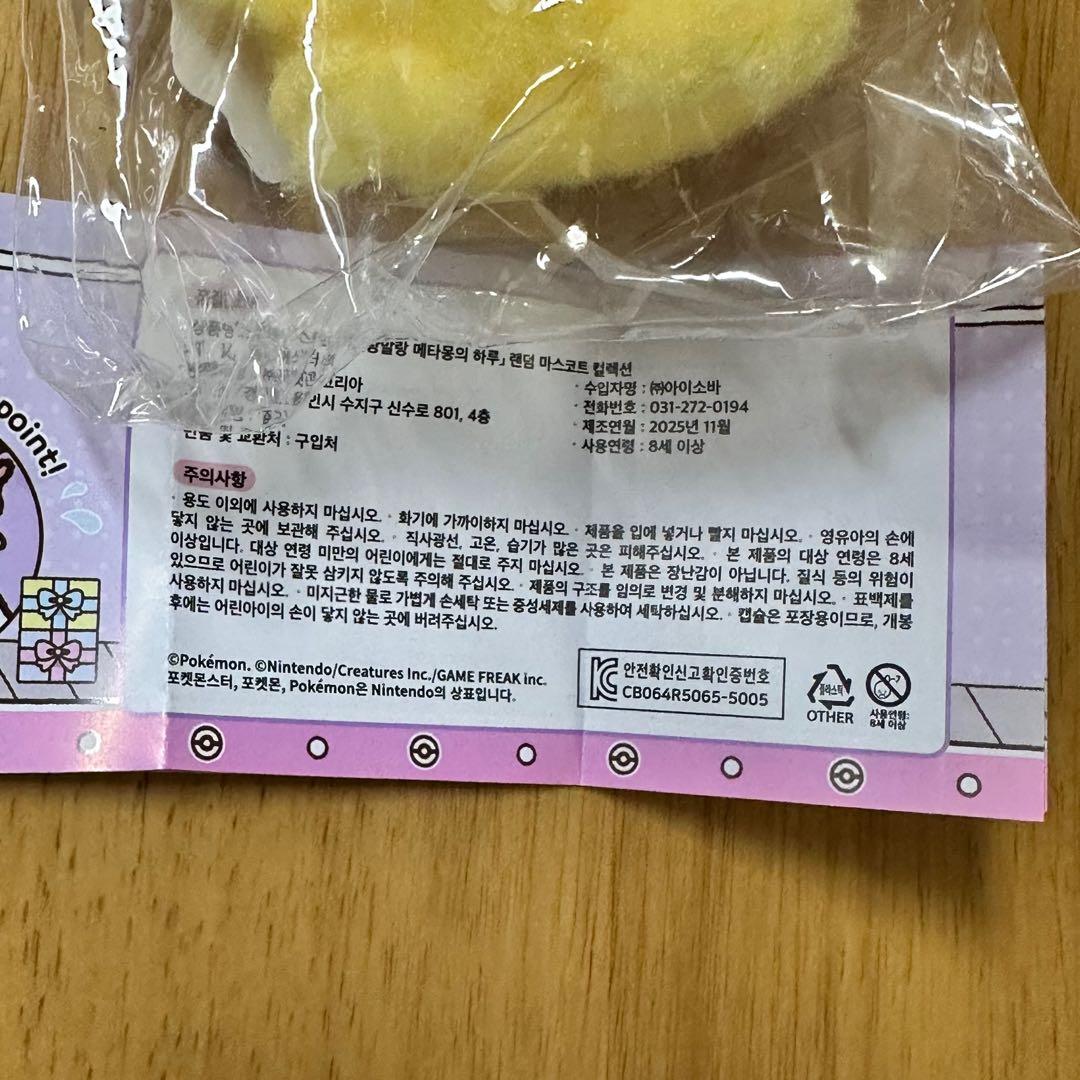 point!
말랑 메타몽의 하루」 랜덤 마스코트 컬렉션
코리아
인시 수지구 신수로 801, 4층
반품 및 교환처 : 구입처
· 수입자명 : ㈜아이소바
· 전화번호 : 031-272-0194
· 제조연월 : 2025년 11월
· 사용연령 : 8세 이상
주의사항
· 용도 이외에 사용하지 마십시오. · 화기에 가까이하지 마십시오. · 제품을 입에 넣거나 빨지 마십시오. · 영유아의 손에
닿지 않는 곳에 보관해 주십시오. · 직사광선, 고온, 습기가 많은 곳은 피해주십시오. · 본 제품의 대상 연령은 8세
이상입니다. 대상 연령 미만의 어린이에게는 절대로 주지 마십시오. · 본 제품은 장난감이 아닙니다. 질식 등의 위험이
있으므로 어린이가 잘못 삼키지 않도록 주의해 주십시오. · 제품의 구조를 임의로 변경 및 분해하지 마십시오. · 표백제를
사용하지 마십시오. · 미지근한 물로 가볍게 손세탁 또는 중성세제를 사용하여 세탁하십시오. · 캡슐은 포장용이므로, 개봉
후에는 어린아이의 손이 닿지 않는 곳에 버려주십시오.
©Pokémon. ©Nintendo/Creatures Inc./GAME FREAK inc.
포켓몬스터, 포켓몬, Pokémon은 Nintendo의 상표입니다.
안전확인신고확인증번호
CB064R5065-5005
플라스틱
OTHER
0-7
사용연령:
8세 이상